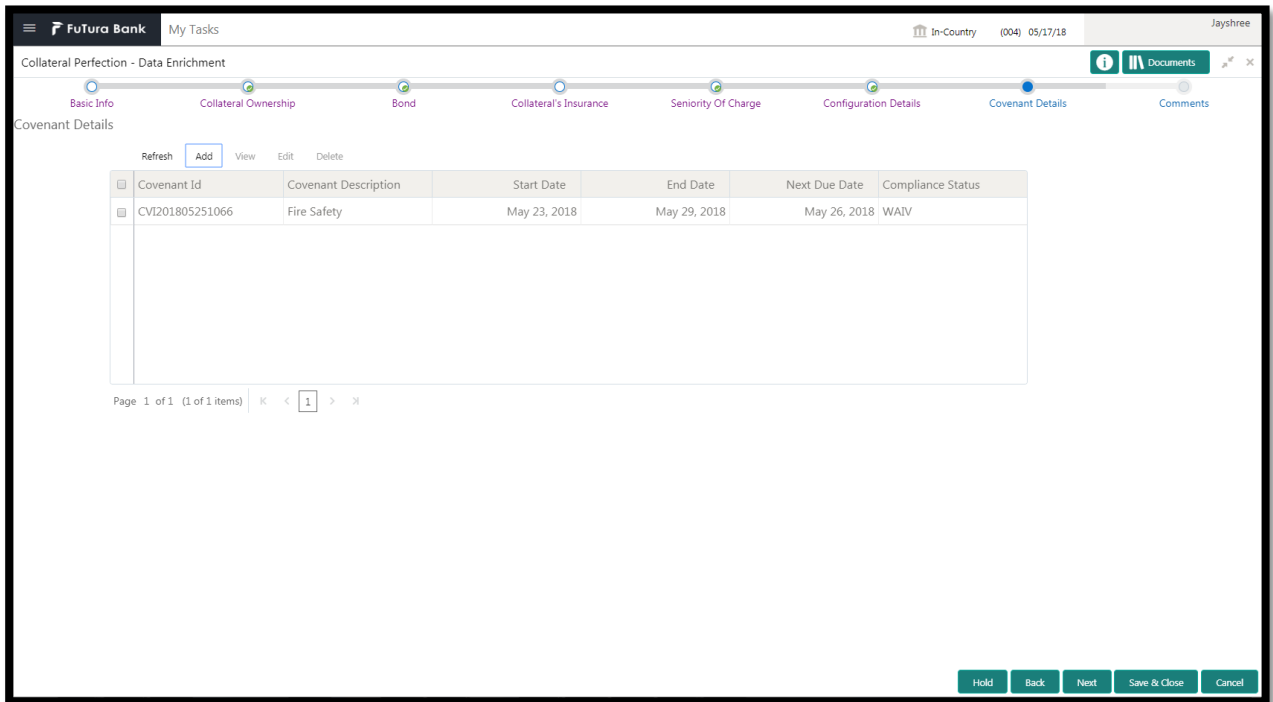 FuTura Bank My Tasks In-Country (004) 05/17/18 Jayshree
Collateral Perfection - Data Enrichment Documents
Basic Info Collateral Ownership Bond Collateral's Insurance Seniority Of Charge Configuration Details Covenant Details Comments
Covenant Details
Refresh Add View Edit Delete
Covenant Id Covenant Description Start Date End Date Next Due Date Compliance Status
CVI201805251066 Fire Safety May 23, 2018 May 29, 2018 May 26, 2018 WAIV
Page 1 of 1 (1 of 1 items) 1
Hold Back Next Save & Close Cancel